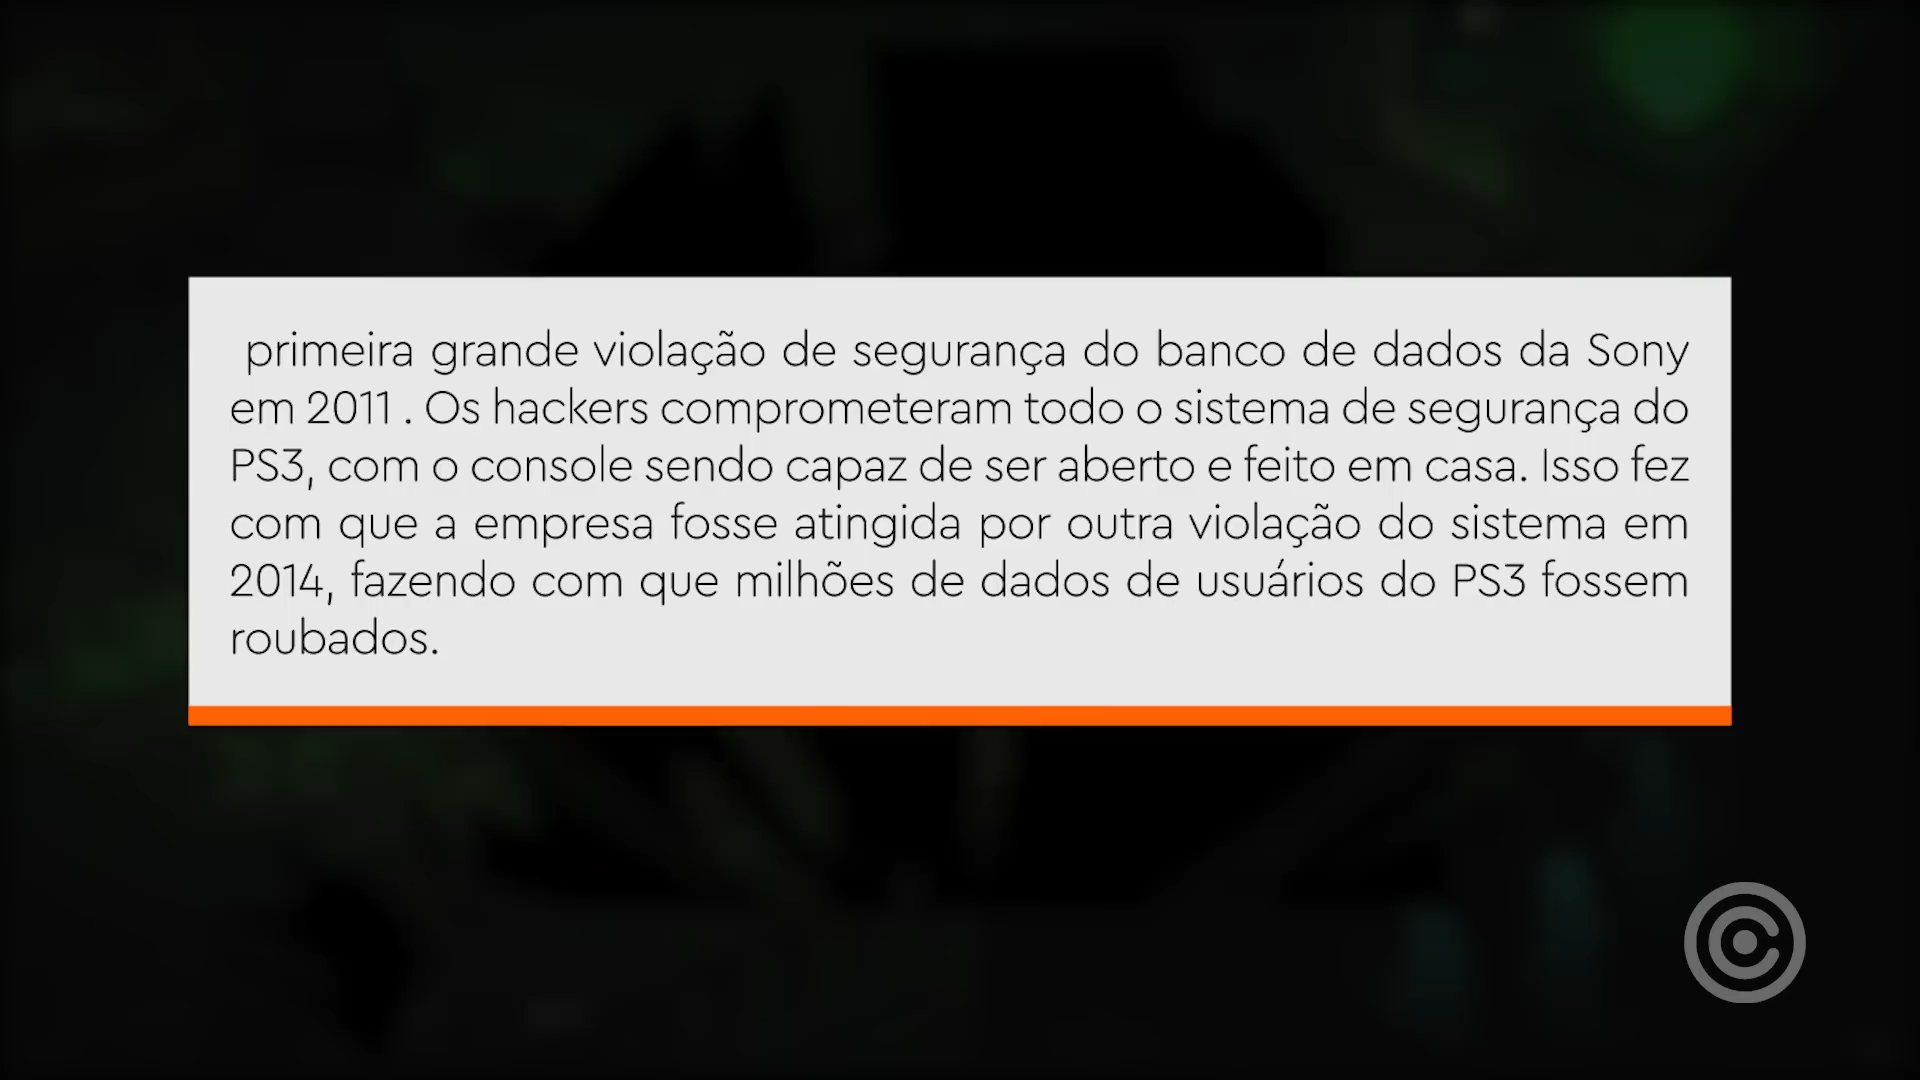 primeira grande violação de segurança do banco de dados da Sony
em 2011 . Os hackers comprometeram todo o sistema de segurança do
PS3, com o console sendo capaz de ser aberto e feito em casa. Isso fez
com que a empresa fosse atingida por outra violação do sistema em
2014, fazendo com que milhões de dados de usuários do PS3 fossem
roubados.